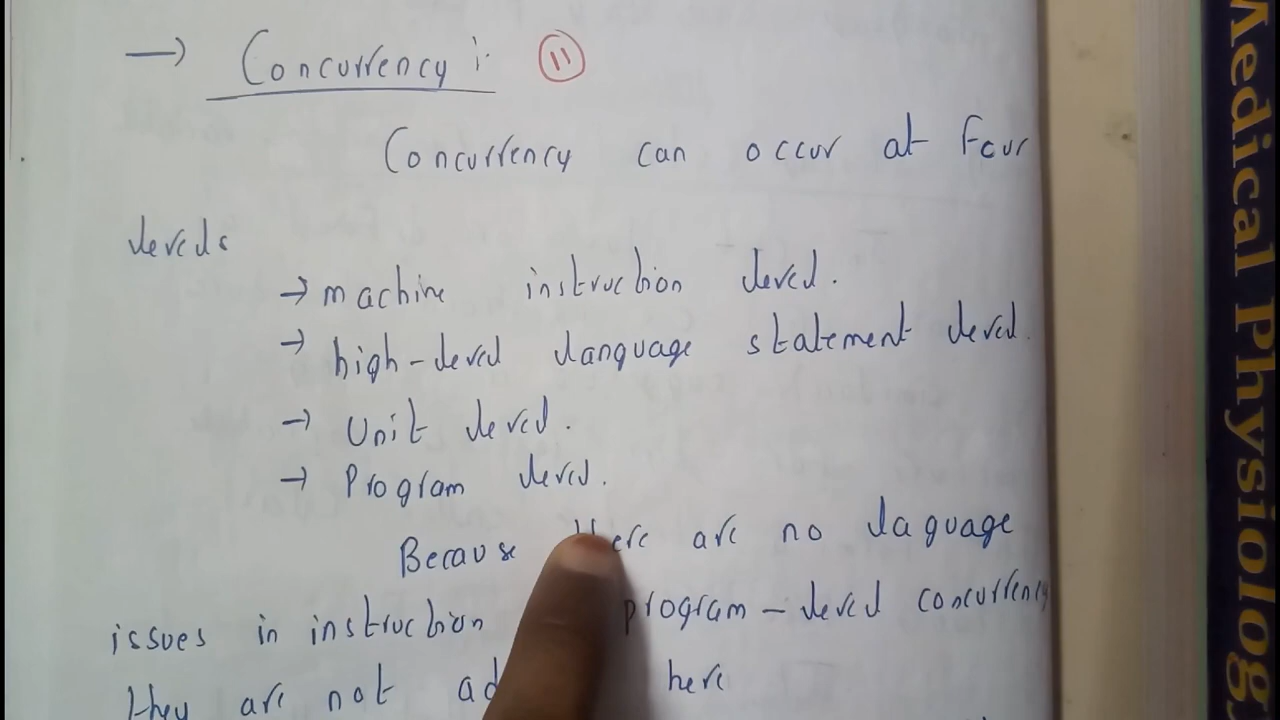 → Concurrency :- 11
Concurrency can occur at Four
levels
→ machine instruction level.
→ high-level language statement level.
→ Unit level.
→ Program level.
Because there are no laguage
issues in instruction program-level concurrency
they are not here
Medical Physiology